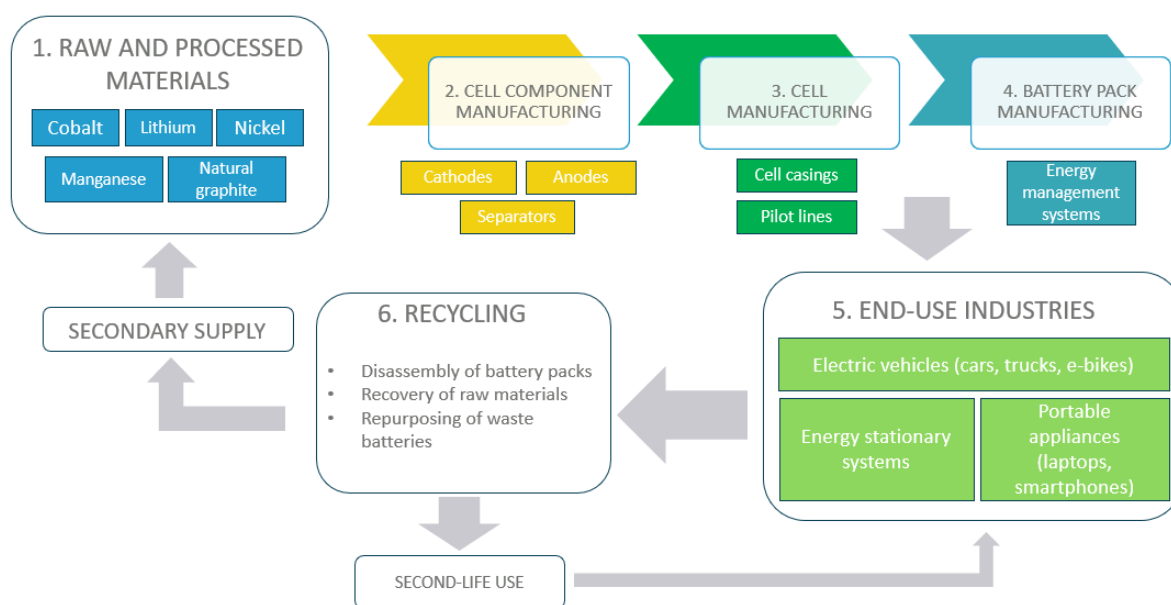 1. RAW AND PROCESSED
MATERIALS
Cobalt
Lithium
Nickel
Manganese
Natural
graphite
2. CELL COMPONENT
MANUFACTURING
Cathodes
Anodes
Separators
3. CELL
MANUFACTURING
Cell casings
Pilot lines
4. BATTERY PACK
MANUFACTURING
Energy
management
systems
5. END-USE INDUSTRIES
Electric vehicles (cars, trucks, e-bikes)
Energy stationary
systems
Portable
appliances
(laptops,
smartphones)
6. RECYCLING
• Disassembly of battery packs
• Recovery of raw materials
• Repurposing of waste
batteries
SECONDARY SUPPLY
SECOND-LIFE USE